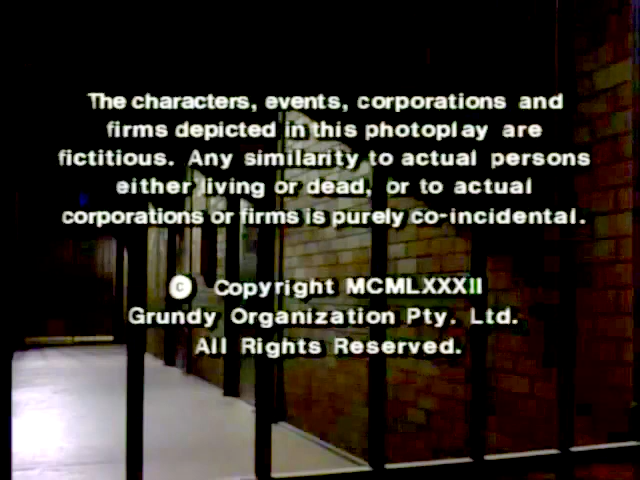 The characters, events, corporations and
firms depicted in this photoplay are
fictitious. Any similarity to actual persons
either living or dead, or to actual
corporations or firms is purely co-incidental.
© Copyright MCMLXXXII
Grundy Organization Pty. Ltd.
All Rights Reserved.